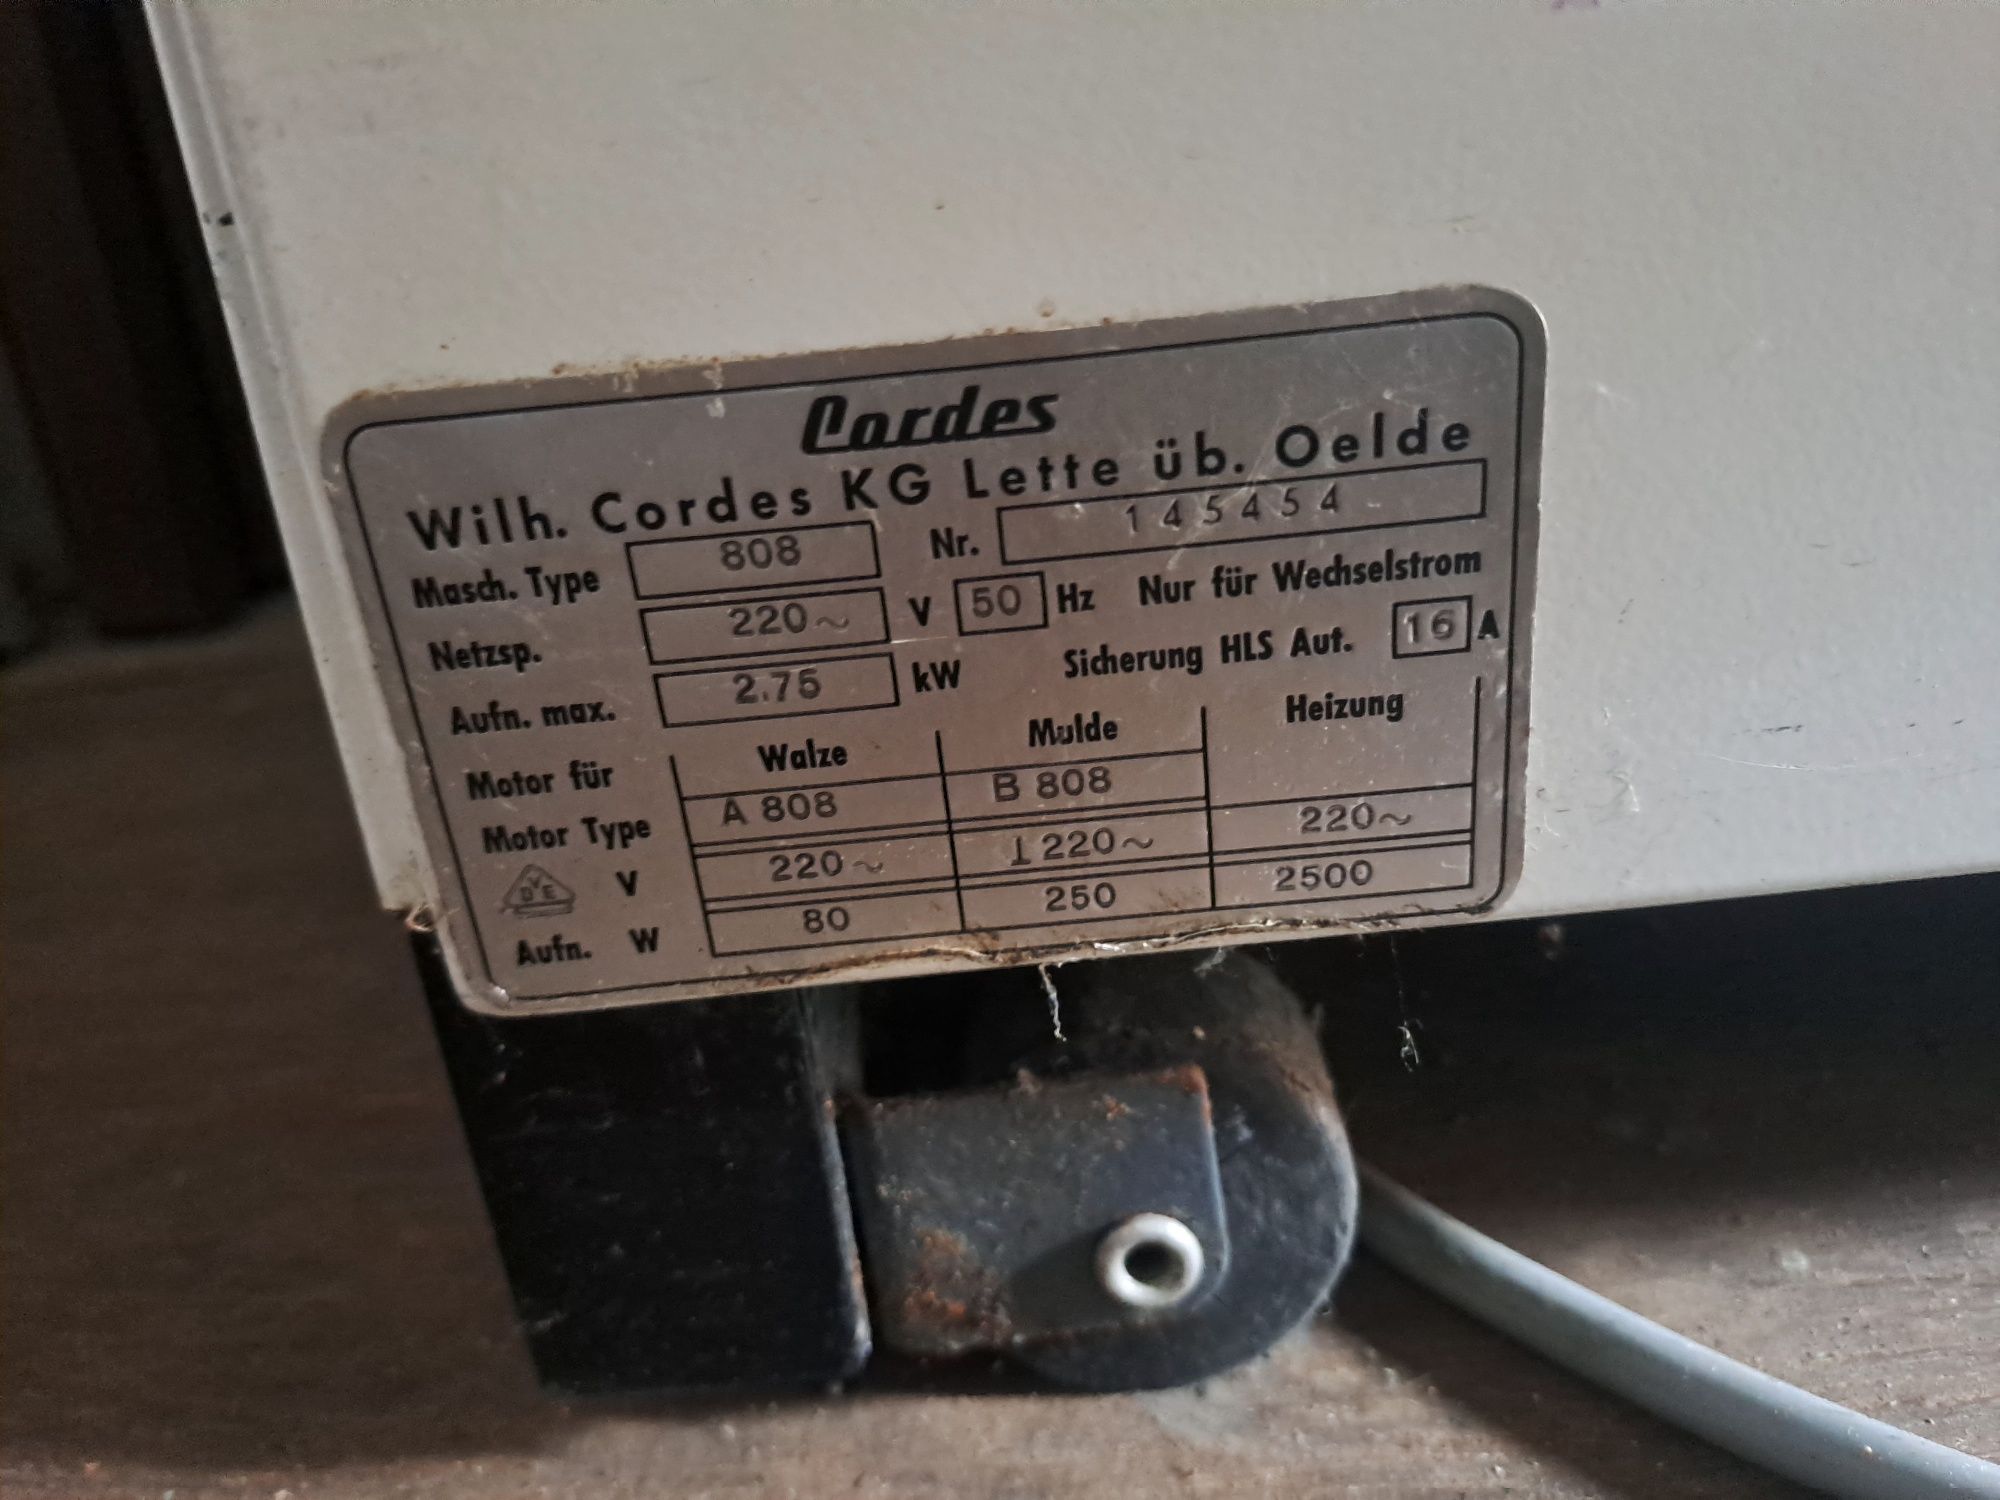 Cordes
Wilh. Cordes KG Lette üb. Oelde
Masch. Type 808 Nr. 145454
Netzsp. 220~ V 50 Hz Nur für Wechselstrom
Aufn. max. 2.75 kW Sicherung HLS Aut. 16 A
Motor für Walze Mulde Heizung
Motor Type A 808 B 808
VDE V 220~ ⊥220~ 220~
Aufn. W 80 250 2500